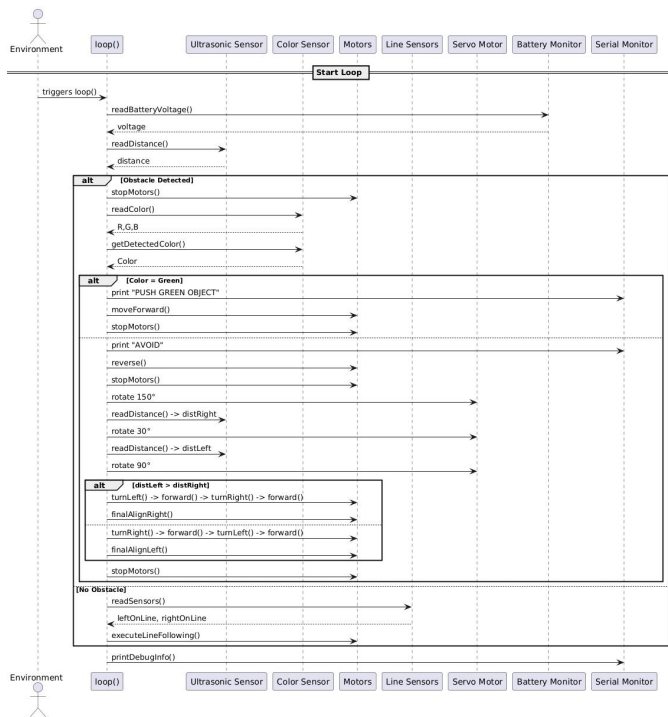 Environment
loop()
Ultrasonic Sensor
Color Sensor
Motors
Line Sensors
Servo Motor
Battery Monitor
Serial Monitor
Start Loop
triggers loop()
readBatteryVoltage()
voltage
readDistance()
distance
alt [Obstacle Detected]
stopMotors()
readColor()
R,G,B
getDetectedColor()
Color
alt [Color = Green]
print "PUSH GREEN OBJECT"
moveForward()
stopMotors()
print "AVOID"
reverse()
stopMotors()
rotate 150°
readDistance() -> distRight
rotate 30°
readDistance() -> distLeft
rotate 90°
alt [distLeft > distRight]
turnLeft() -> forward() -> turnRight() -> forward()
finalAlignRight()
turnRight() -> forward() -> turnLeft() -> forward()
finalAlignLeft()
stopMotors()
[No Obstacle]
readSensors()
leftOnLine, rightOnLine
executeLineFollowing()
printDebugInfo()
Environment
loop()
Ultrasonic Sensor
Color Sensor
Motors
Line Sensors
Servo Motor
Battery Monitor
Serial Monitor